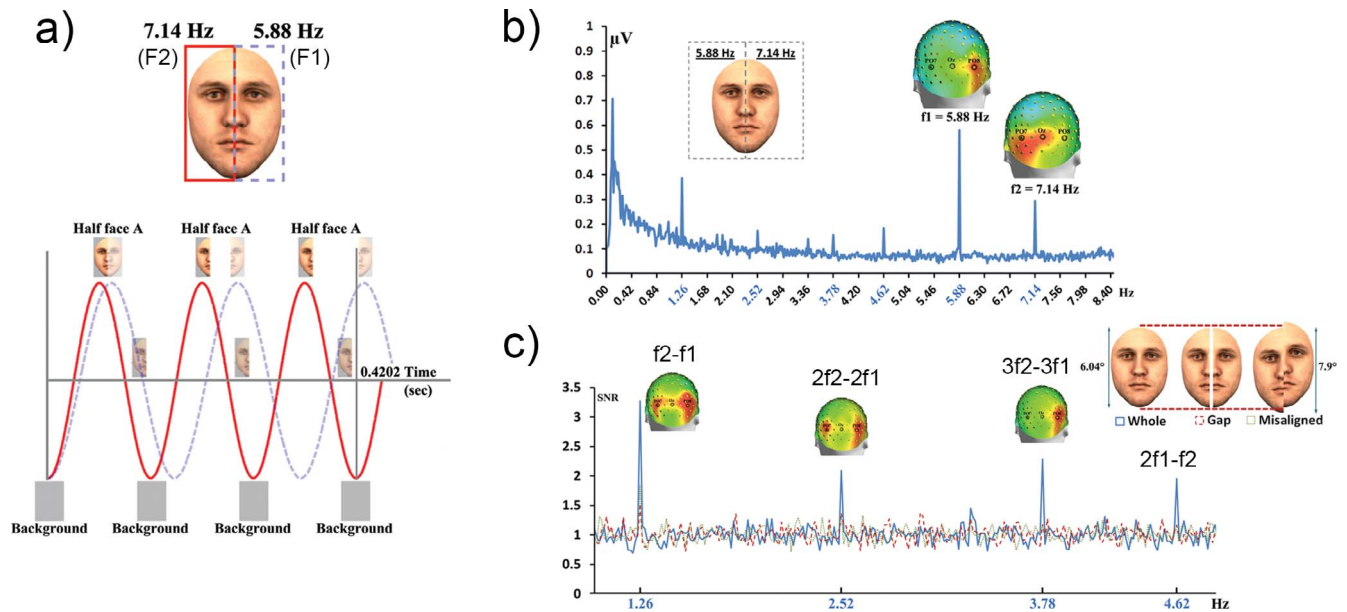 a)
7.14 Hz 5.88 Hz
(F2) (F1)
Half face A Half face A Half face A
0.4202 Time
(sec)
Background Background Background Background
b)
µV
1
0.9
0.8
0.7
0.6
0.5
0.4
0.3
0.2
0.1
0
5.88 Hz 7.14 Hz
PO7 Oz PO8
f1 = 5.88 Hz
PO7 Oz PO8
f2 = 7.14 Hz
0.00 0.42 0.84 1.26 1.68 2.10 2.52 2.94 3.36 3.78 4.20 4.62 5.04 5.46 5.88 6.30 6.72 7.14 7.56 7.98 8.40 Hz
c)
f2-f1
2f2-2f1
3f2-3f1
2f1-f2
6.04° 7.9°
Whole Gap Misaligned
SNR
3.5
3
2.5
2
1.5
1
0.5
0
1.26 2.52 3.78 4.62 Hz